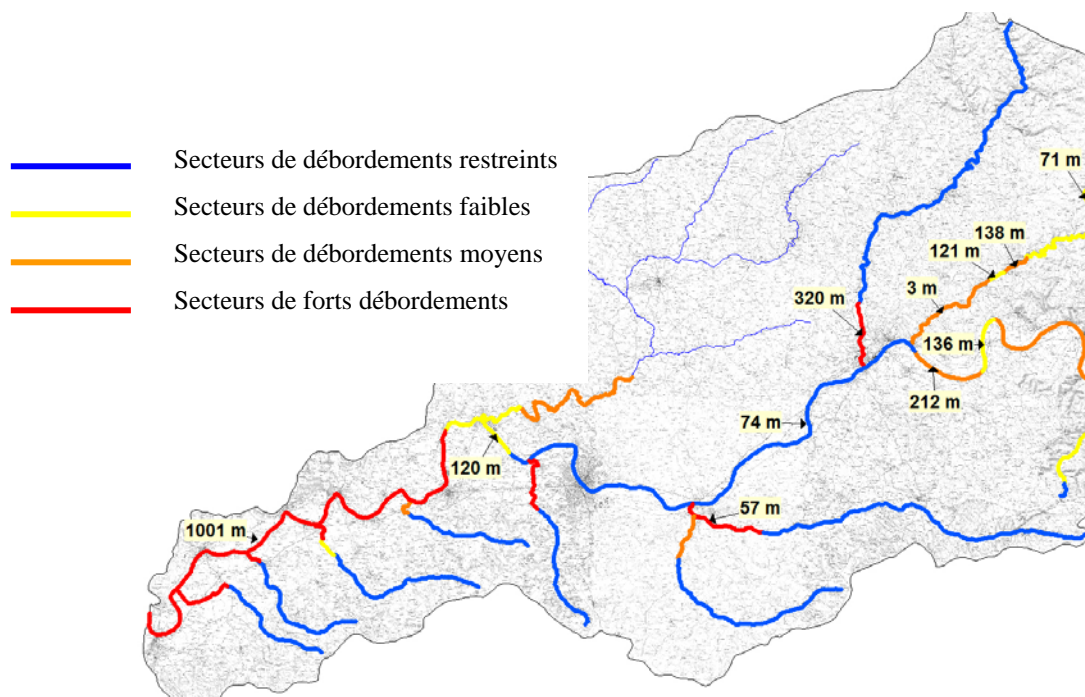 Secteurs de débordements restreints
Secteurs de débordements faibles
Secteurs de débordements moyens
Secteurs de forts débordements
71 m
138 m
121 m
3 m
320 m
136 m
212 m
74 m
120 m
57 m
1001 m